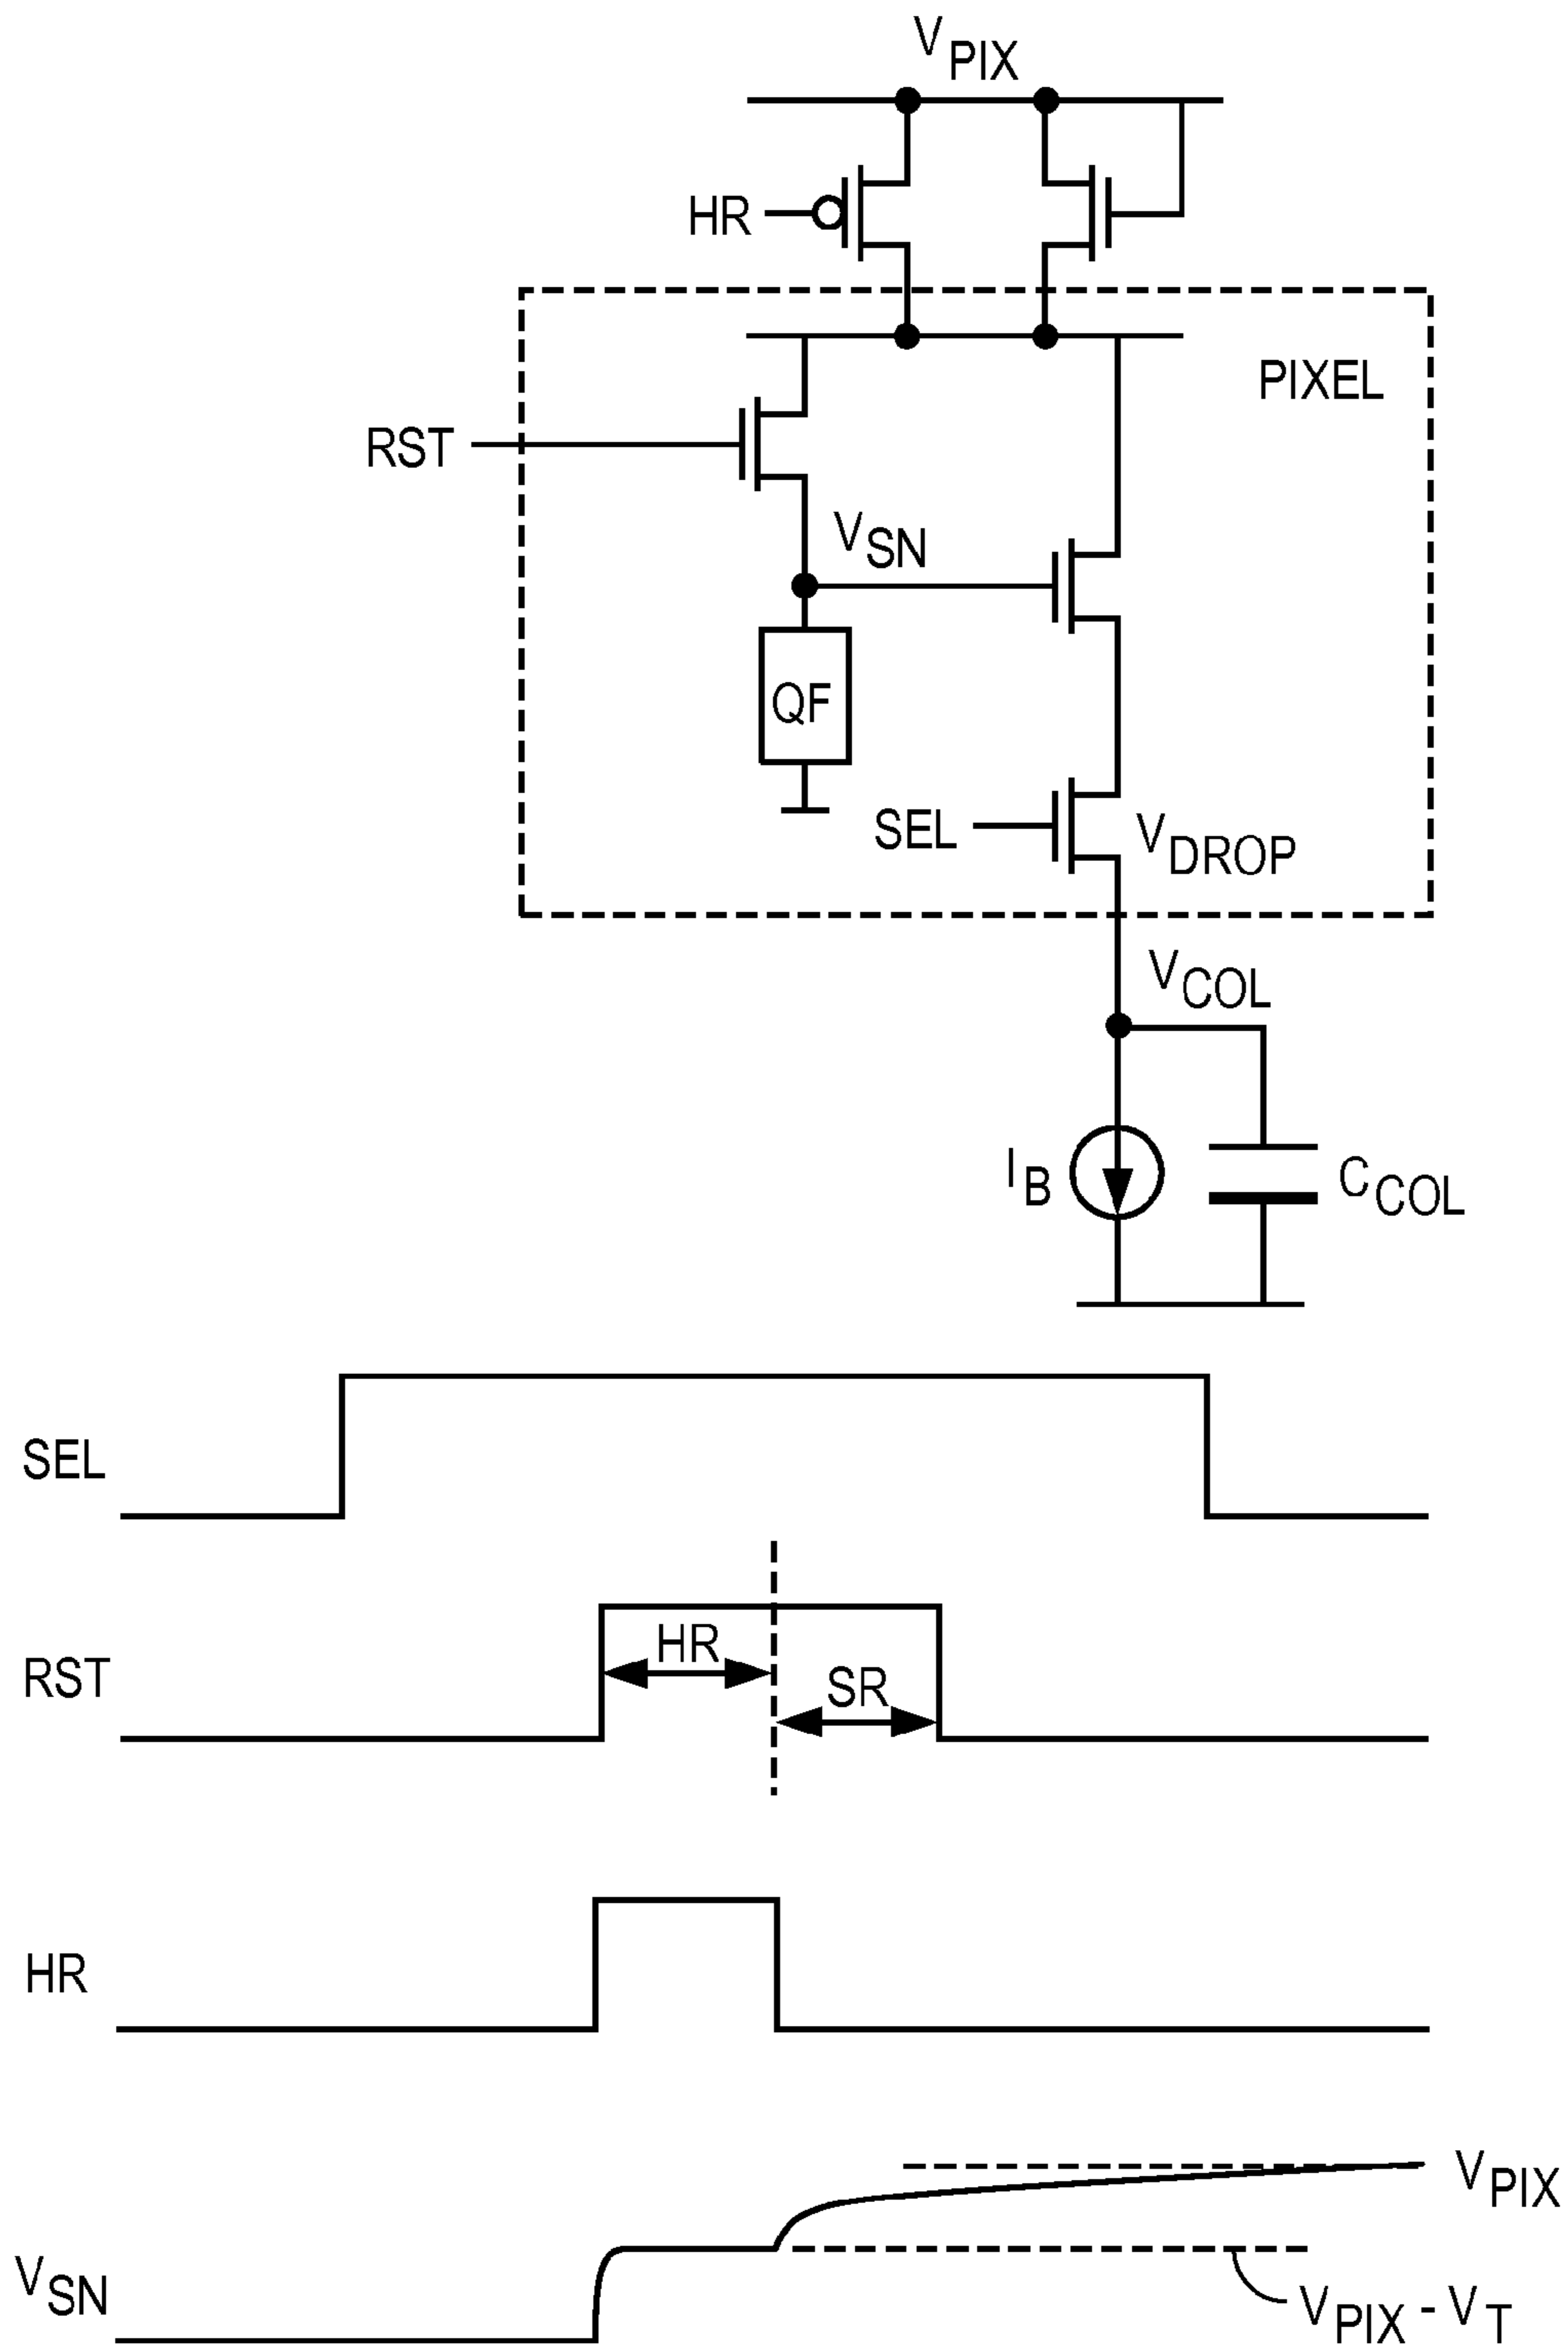 VPIX
HR
PIXEL
RST
VSN
QF
SEL
VDROP
VCOL
IB
CCOL
SEL
RST
HR
SR
HR
VPIX
VSN
VPIX - VT